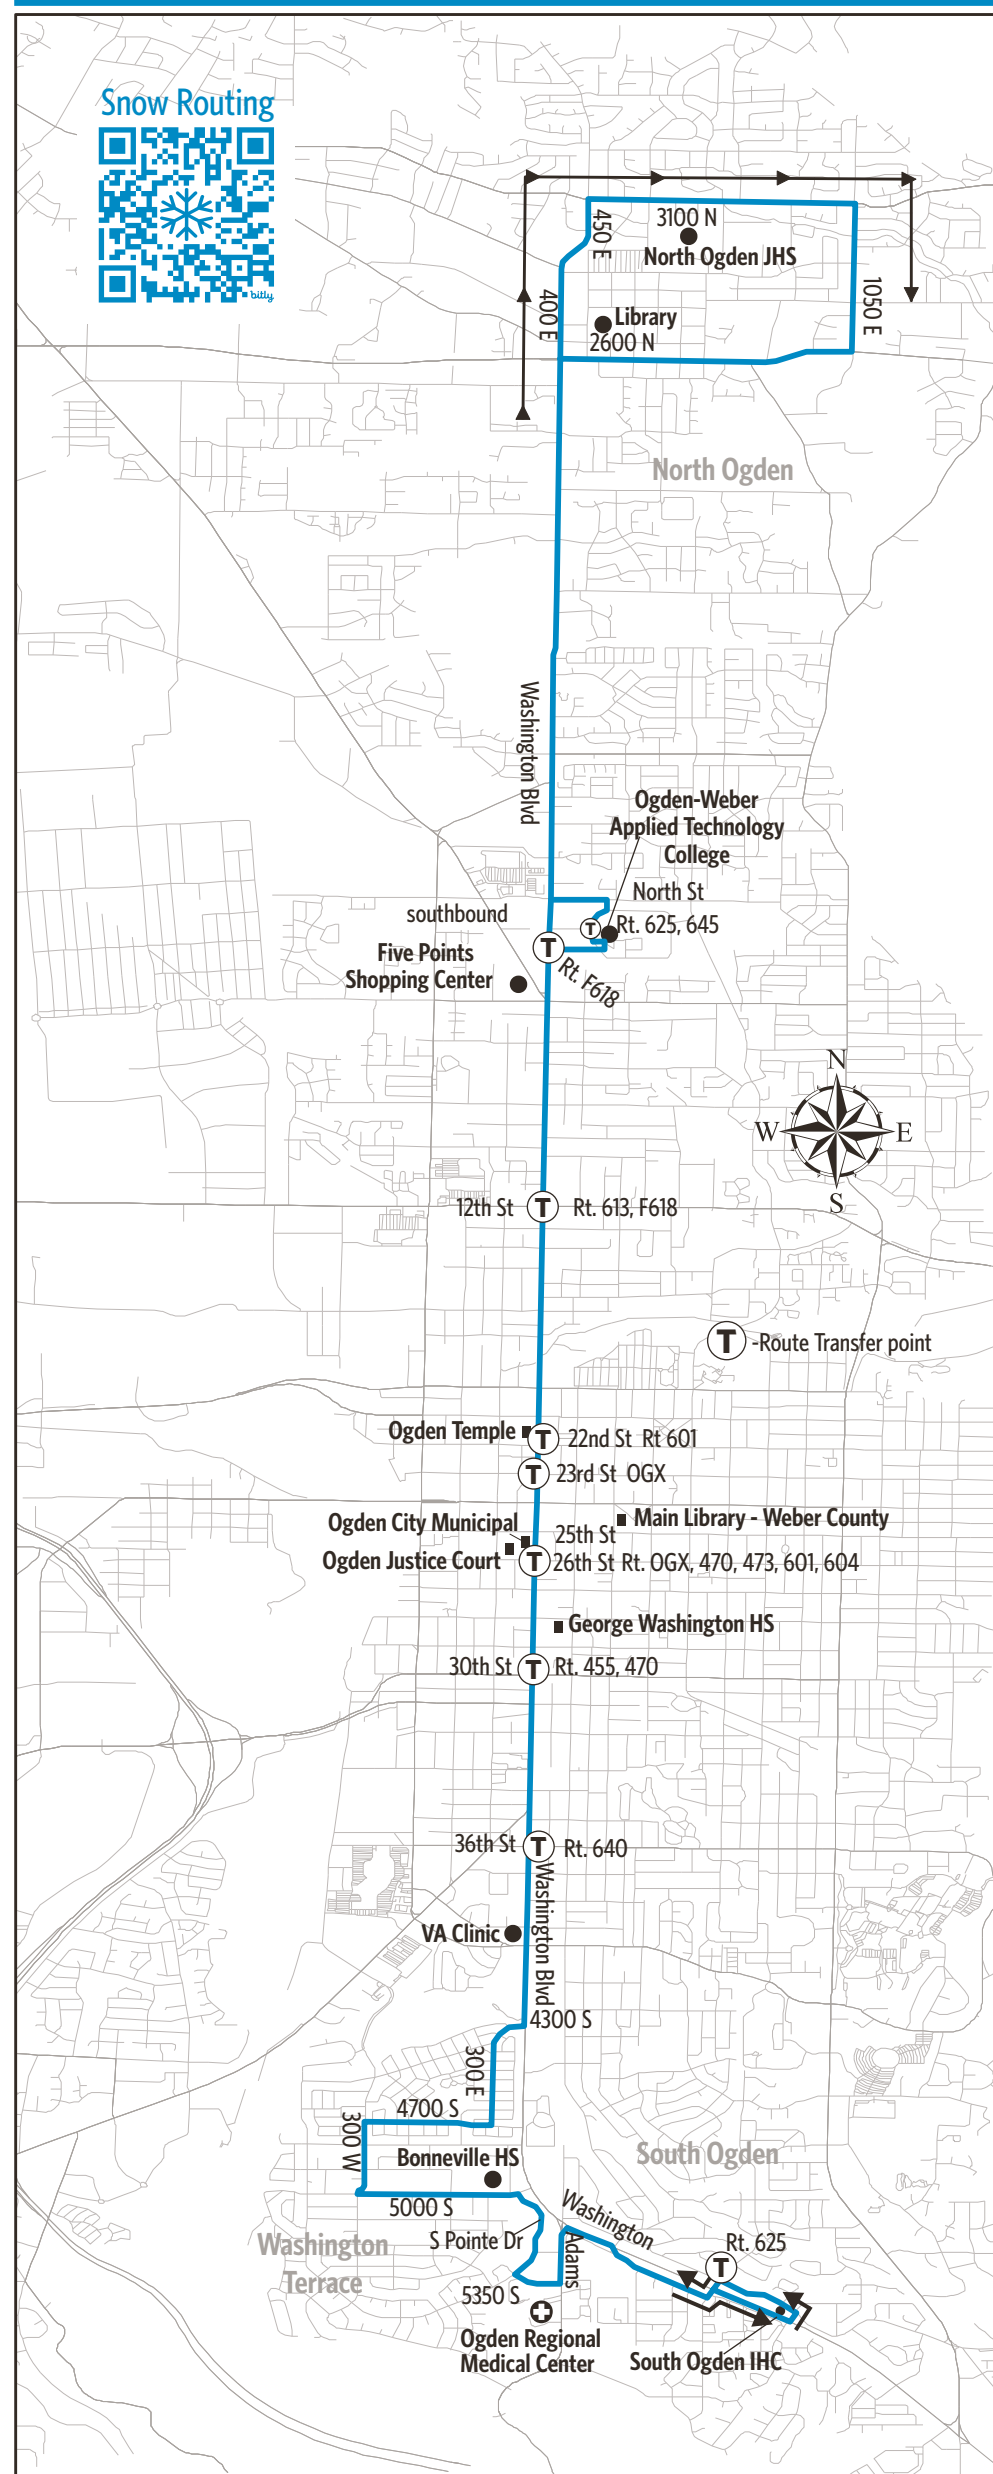 Snow Routing
bitly
450 E
3100 N
North Ogden JHS
400 E
1050 E
Library
2600 N
North Ogden
Washington Blvd
Ogden-Weber
Applied Technology
College
North St
southbound
T
Rt. 625, 645
T
Five Points
Shopping Center
Rt. F618
N
W
E
S
12th St
T
Rt. 613, F618
T
-Route Transfer point
Ogden Temple
T
22nd St Rt 601
T
23rd St OGX
Main Library - Weber County
Ogden City Municipal
25th St
Ogden Justice Court
T
26th St Rt. OGX, 470, 473, 601, 604
George Washington HS
30th St
T
Rt. 455, 470
36th St
T
Rt. 640
Washington Blvd
VA Clinic
4300 S
300 E
4700 S
300 W
Bonneville HS
South Ogden
5000 S
Washington
S Pointe Dr
Adams
Rt. 625
T
Washington
Terrace
5350 S
Ogden Regional
Medical Center
South Ogden IHC